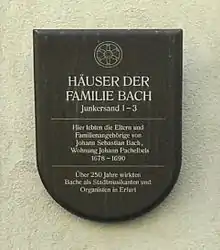 HÄUSER DER
FAMILIE BACH
Junkersand 1-3
Hier lebten die Eltern und
Familienangehörige von
Johann Sebastian Bach,
Wohnung Johann Pachelbels
1678 - 1690
Über 250 Jahre wirkten
Bache als Stadtmusikanten und
Organisten in Erfurt